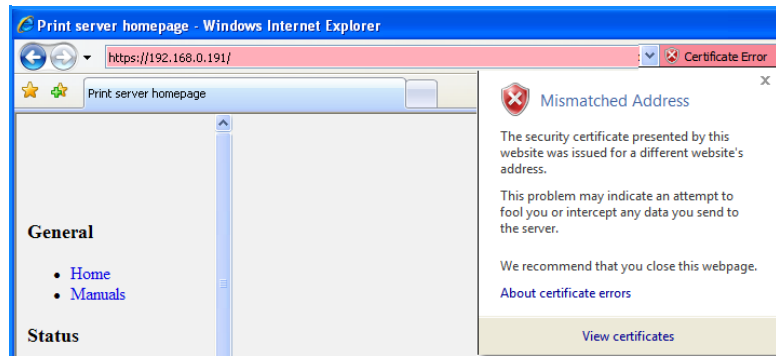 Print server homepage - Windows Internet Explorer
https://192.168.0.191/
Certificate Error
Print server homepage
Mismatched Address
The security certificate presented by this
website was issued for a different website's
address.
This problem may indicate an attempt to
fool you or intercept any data you send to
the server.
We recommend that you close this webpage.
About certificate errors
View certificates
General
• Home
• Manuals
Status